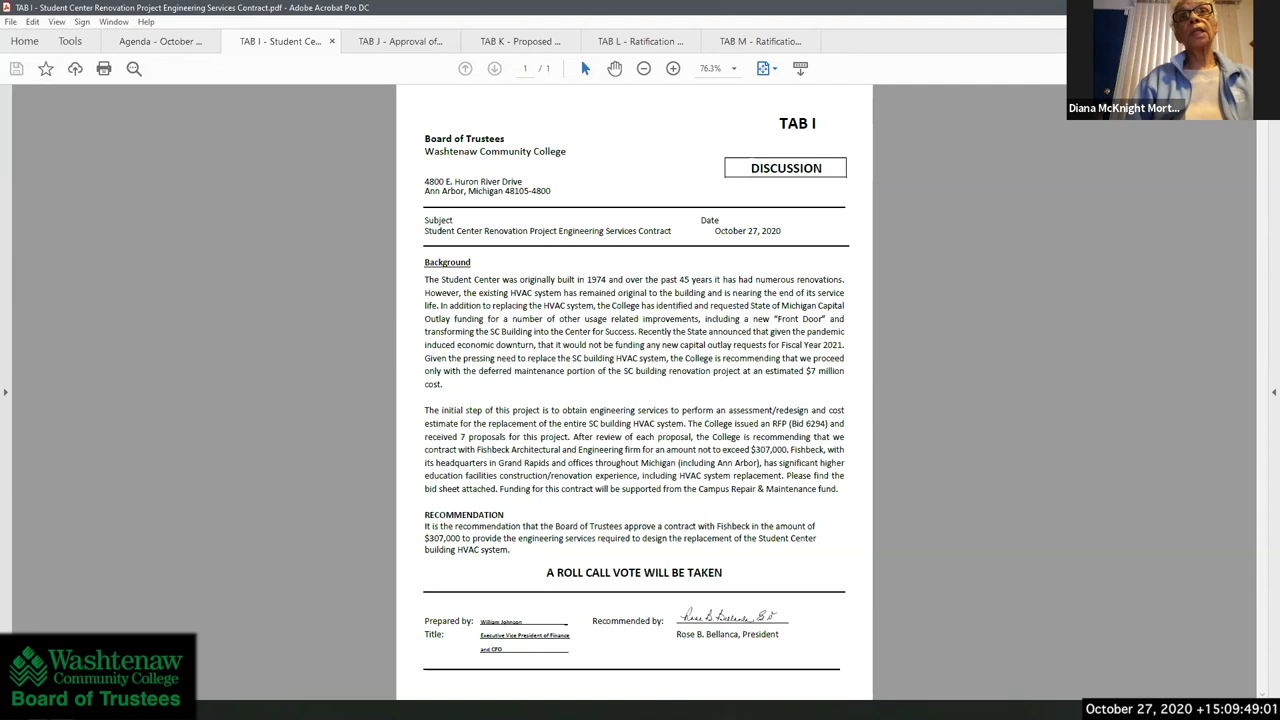 TAB I - Student Center Renovation Project Engineering Services Contract.pdf - Adobe Acrobat Pro DC
File Edit View Sign Window Help
Home Tools Agenda - October ... TAB I - Student Ce... × TAB J - Approval of... TAB K - Proposed ... TAB L - Ratification ... TAB M - Ratificatio...
1 / 1 76.3%
Diana McKnight Mort...
TAB I
Board of Trustees
Washtenaw Community College
DISCUSSION
4800 E. Huron River Drive
Ann Arbor, Michigan 48105-4800
Subject Date
Student Center Renovation Project Engineering Services Contract October 27, 2020
Background
The Student Center was originally built in 1974 and over the past 45 years it has had numerous renovations.
However, the existing HVAC system has remained original to the building and is nearing the end of its service
life. In addition to replacing the HVAC system, the College has identified and requested State of Michigan Capital
Outlay funding for a number of other usage related improvements, including a new “Front Door” and
transforming the SC Building into the Center for Success. Recently the State announced that given the pandemic
induced economic downturn, that it would not be funding any new capital outlay requests for Fiscal Year 2021.
Given the pressing need to replace the SC building HVAC system, the College is recommending that we proceed
only with the deferred maintenance portion of the SC building renovation project at an estimated $7 million
cost.
The initial step of this project is to obtain engineering services to perform an assessment/redesign and cost
estimate for the replacement of the entire SC building HVAC system. The College issued an RFP (Bid 6294) and
received 7 proposals for this project. After review of each proposal, the College is recommending that we
contract with Fishbeck Architectural and Engineering firm for an amount not to exceed $307,000. Fishbeck, with
its headquarters in Grand Rapids and offices throughout Michigan (including Ann Arbor), has significant higher
education facilities construction/renovation experience, including HVAC system replacement. Please find the
bid sheet attached. Funding for this contract will be supported from the Campus Repair & Maintenance fund.
RECOMMENDATION
It is the recommendation that the Board of Trustees approve a contract with Fishbeck in the amount of
$307,000 to provide the engineering services required to design the replacement of the Student Center
building HVAC system.
A ROLL CALL VOTE WILL BE TAKEN
Prepared by: William Johnson Recommended by: Rose B. Bellanca, Ed D
Title: Executive Vice President of Finance Rose B. Bellanca, President
and CFO
Washtenaw
Community College
Board of Trustees
October 27, 2020 +15:09:49:01